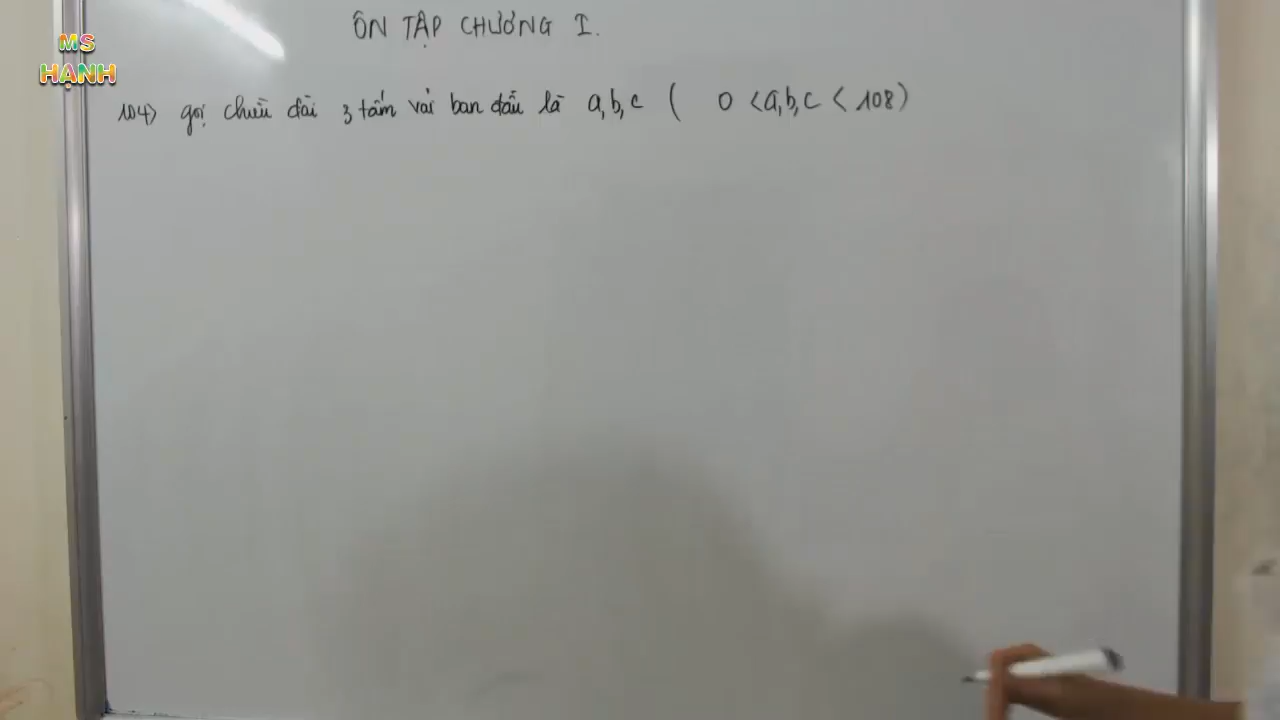 MS
HẠNH
ÔN TẬP CHƯƠNG I.
104) gọi chiều dài 3 tấm vải ban đầu là a,b,c ( 0 < a,b,c < 108)